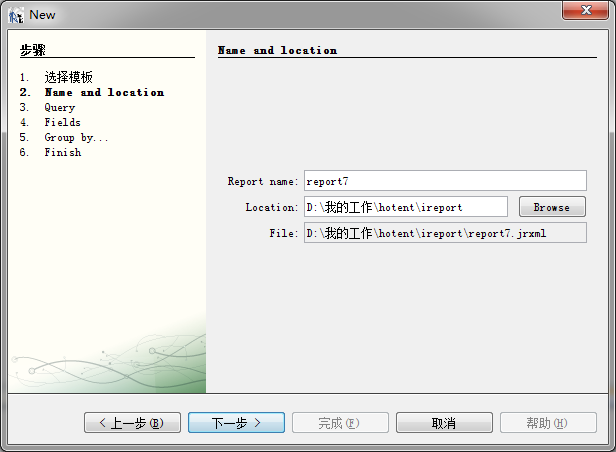 New
步骤
1. 选择模板
2. Name and location
3. Query
4. Fields
5. Group by...
6. Finish
Name and location
Report name: report7
Location: D:\我的工作\hotent\ireport Browse
File: D:\我的工作\hotent\ireport\report7.jrxml
< 上一步(B) 下一步 > 完成(F) 取消 帮助(H)